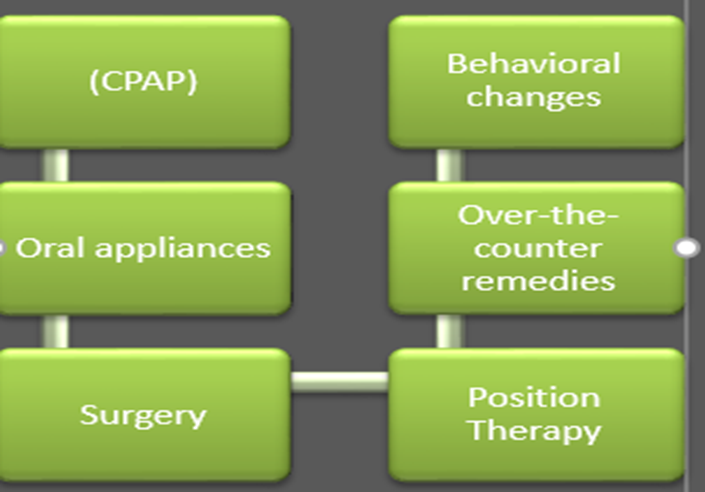 (CPAP)
Oral appliances
Surgery
Position
Therapy
Over-the-
counter
remedies
Behavioral
changes